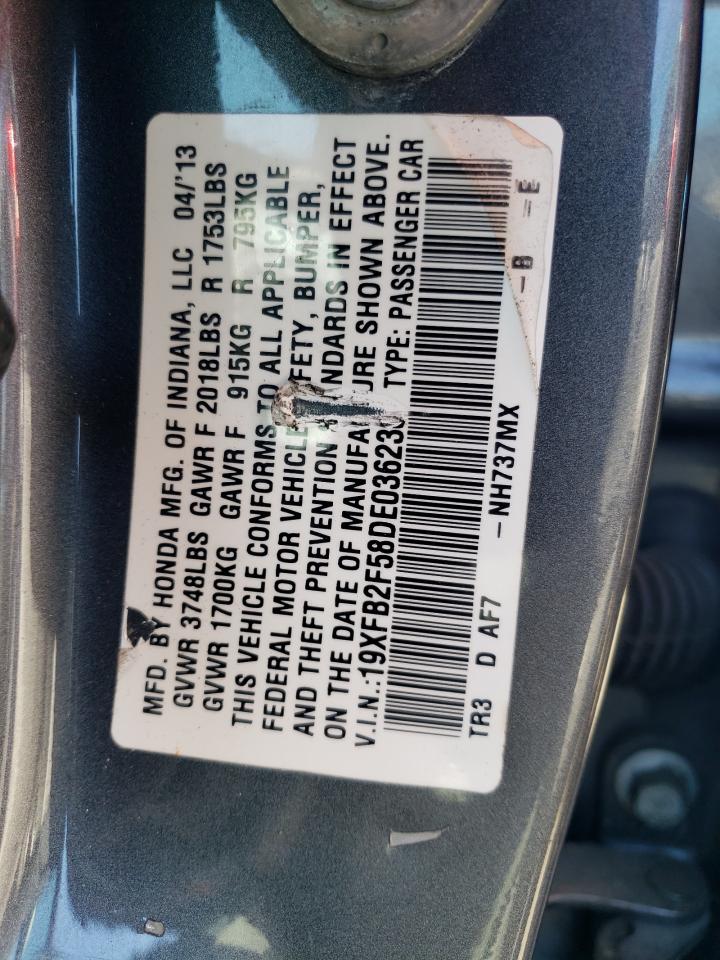 MFD. BY HONDA MFG. OF INDIANA, LLC 04/'13
GVWR 3748LBS GAWR F 2018LBS R 1753LBS
GVWR 1700KG GAWR F 915KG R 795KG
THIS VEHICLE CONFORMS TO ALL APPLICABLE
FEDERAL MOTOR VEHICLE FETY, BUMPER,
AND THEFT PREVENTION NDARDS IN EFFECT
ON THE DATE OF MANUFA URE SHOWN ABOVE.
V.I.N.: TYPE: PASSENGER CAR
TR3 D AF7 -NH737MX -B -E